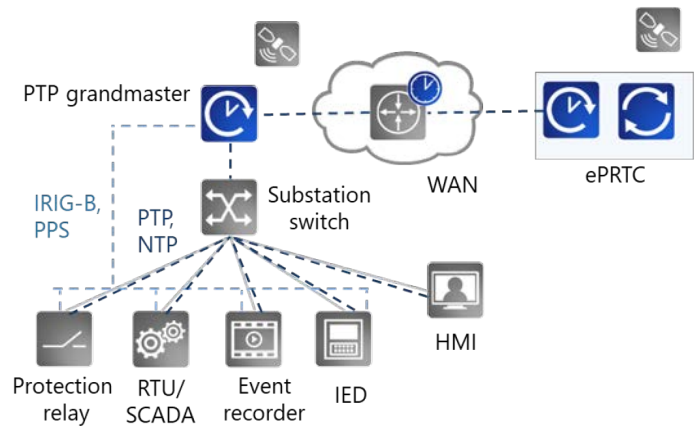 PTP grandmaster
WAN
ePRTC
Substation
switch
IRIG-B,
PPS
PTP,
NTP
HMI
Protection
relay
RTU/
SCADA
Event
recorder
IED